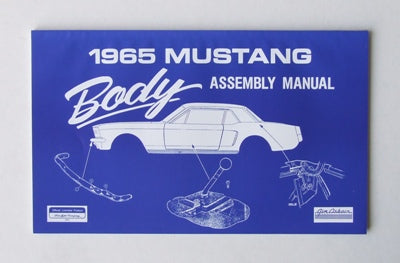 1965 MUSTANG
Body ASSEMBLY MANUAL